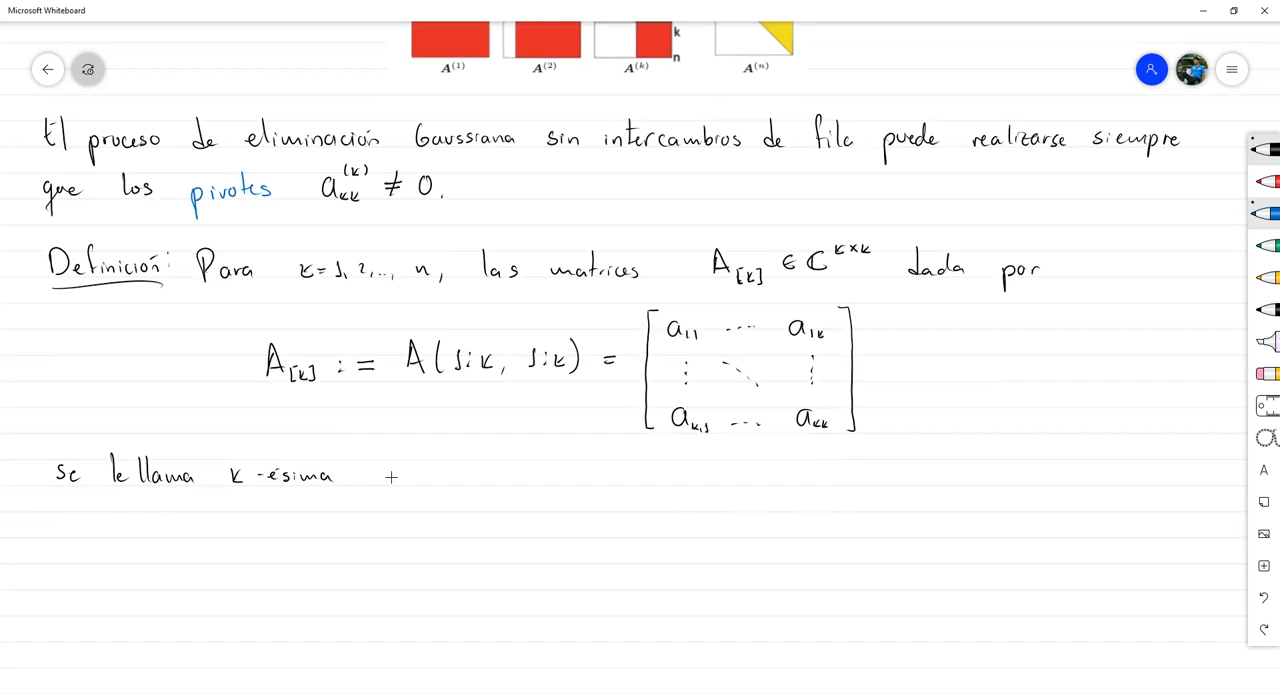 Microsoft Whiteboard
k
n
A^(1) A^(2) A^(k) A^(n)
El proceso de eliminación Gaussiana sin intercambios de fila puede realizarse siempre
que los pivotes a_kk^(k) ≠ 0.
Definición: Para k=1, 2, ..., n, las matrices A_[k] ∈ ℂ^(k×k) dada por
A_[k] := A(1:k, 1:k) = [ a_11 ... a_1k
⋮ ⋱ ⋮
a_k,1 ... a_kk ]
se le llama k-ésima
A